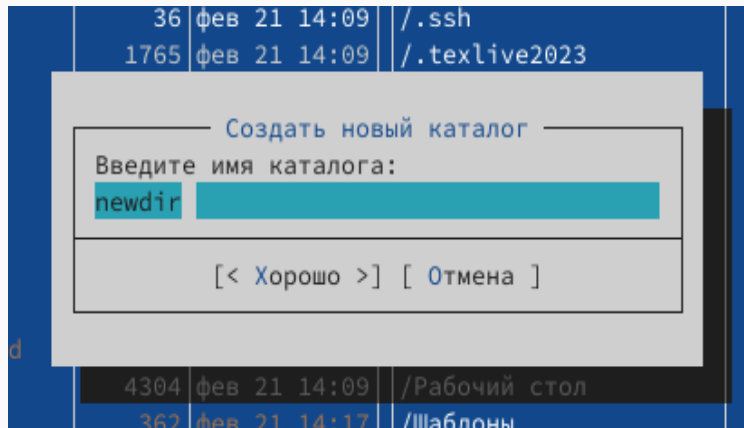 36 фев 21 14:09 /.ssh
1765 фев 21 14:09 /.texlive2023
Создать новый каталог
Введите имя каталога:
newdir
[< Хорошо >] [ Отмена ]
d
4304 фев 21 14:09 /Рабочий стол
362 фев 21 14:17 /Шаблоны